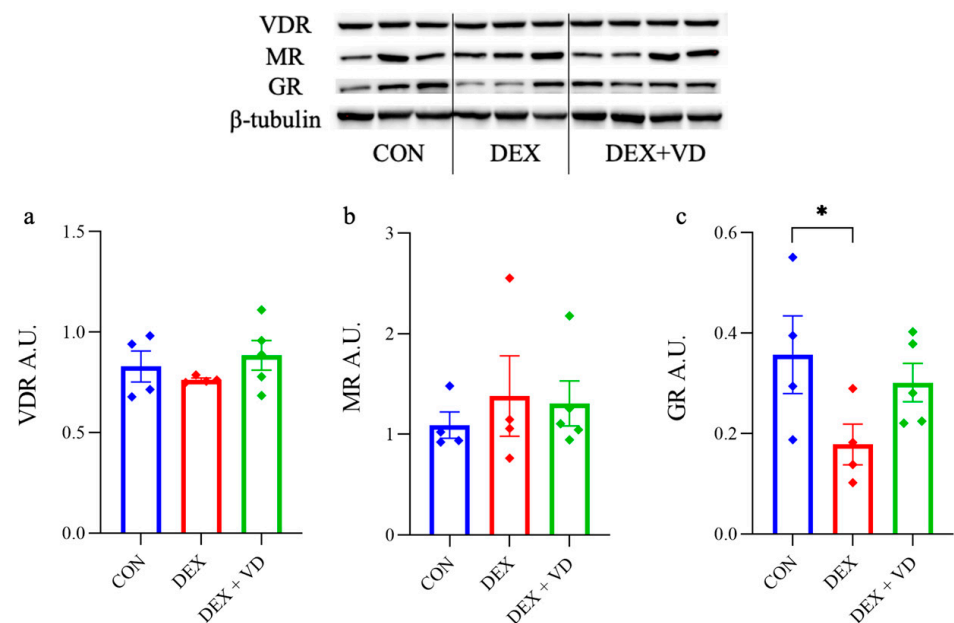 VDR
MR
GR
β-tubulin
CON DEX DEX+VD
a
1.5
1.0
0.5
0.0
VDR A.U.
CON DEX DEX + VD
b
3
2
1
0
MR A.U.
CON DEX DEX + VD
c
*
0.6
0.4
0.2
0.0
GR A.U.
CON DEX DEX + VD